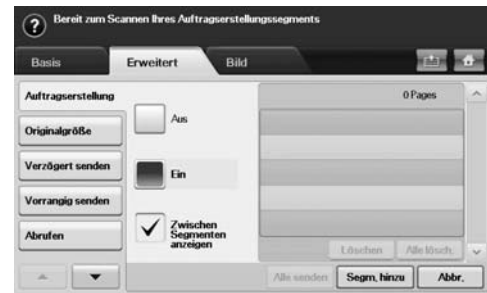 Bereit zum Scannen Ihres Auftragserstellungssegments
Basis
Erweitert
Bild
Auftragserstellung
Originalgröße
Verzögert senden
Vorrangig senden
Abrufen
Aus
Ein
Zwischen
Segmenten
anzeigen
0 Pages
Löschen
Alle lösch.
Alle senden
Segm. hinzu
Abbr.